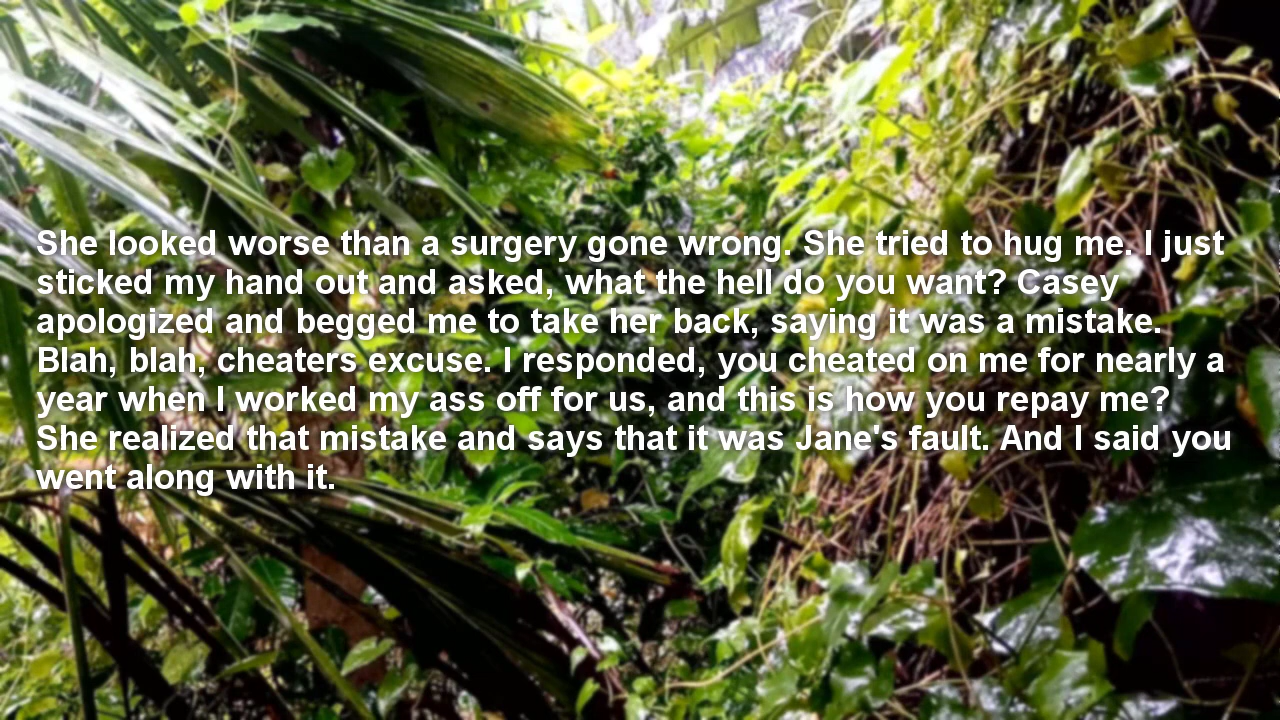 She looked worse than a surgery gone wrong. She tried to hug me. I just
sticked my hand out and asked, what the hell do you want? Casey
apologized and begged me to take her back, saying it was a mistake.
Blah, blah, cheaters excuse. I responded, you cheated on me for nearly a
year when I worked my ass off for us, and this is how you repay me?
She realized that mistake and says that it was Jane's fault. And I said you
went along with it.